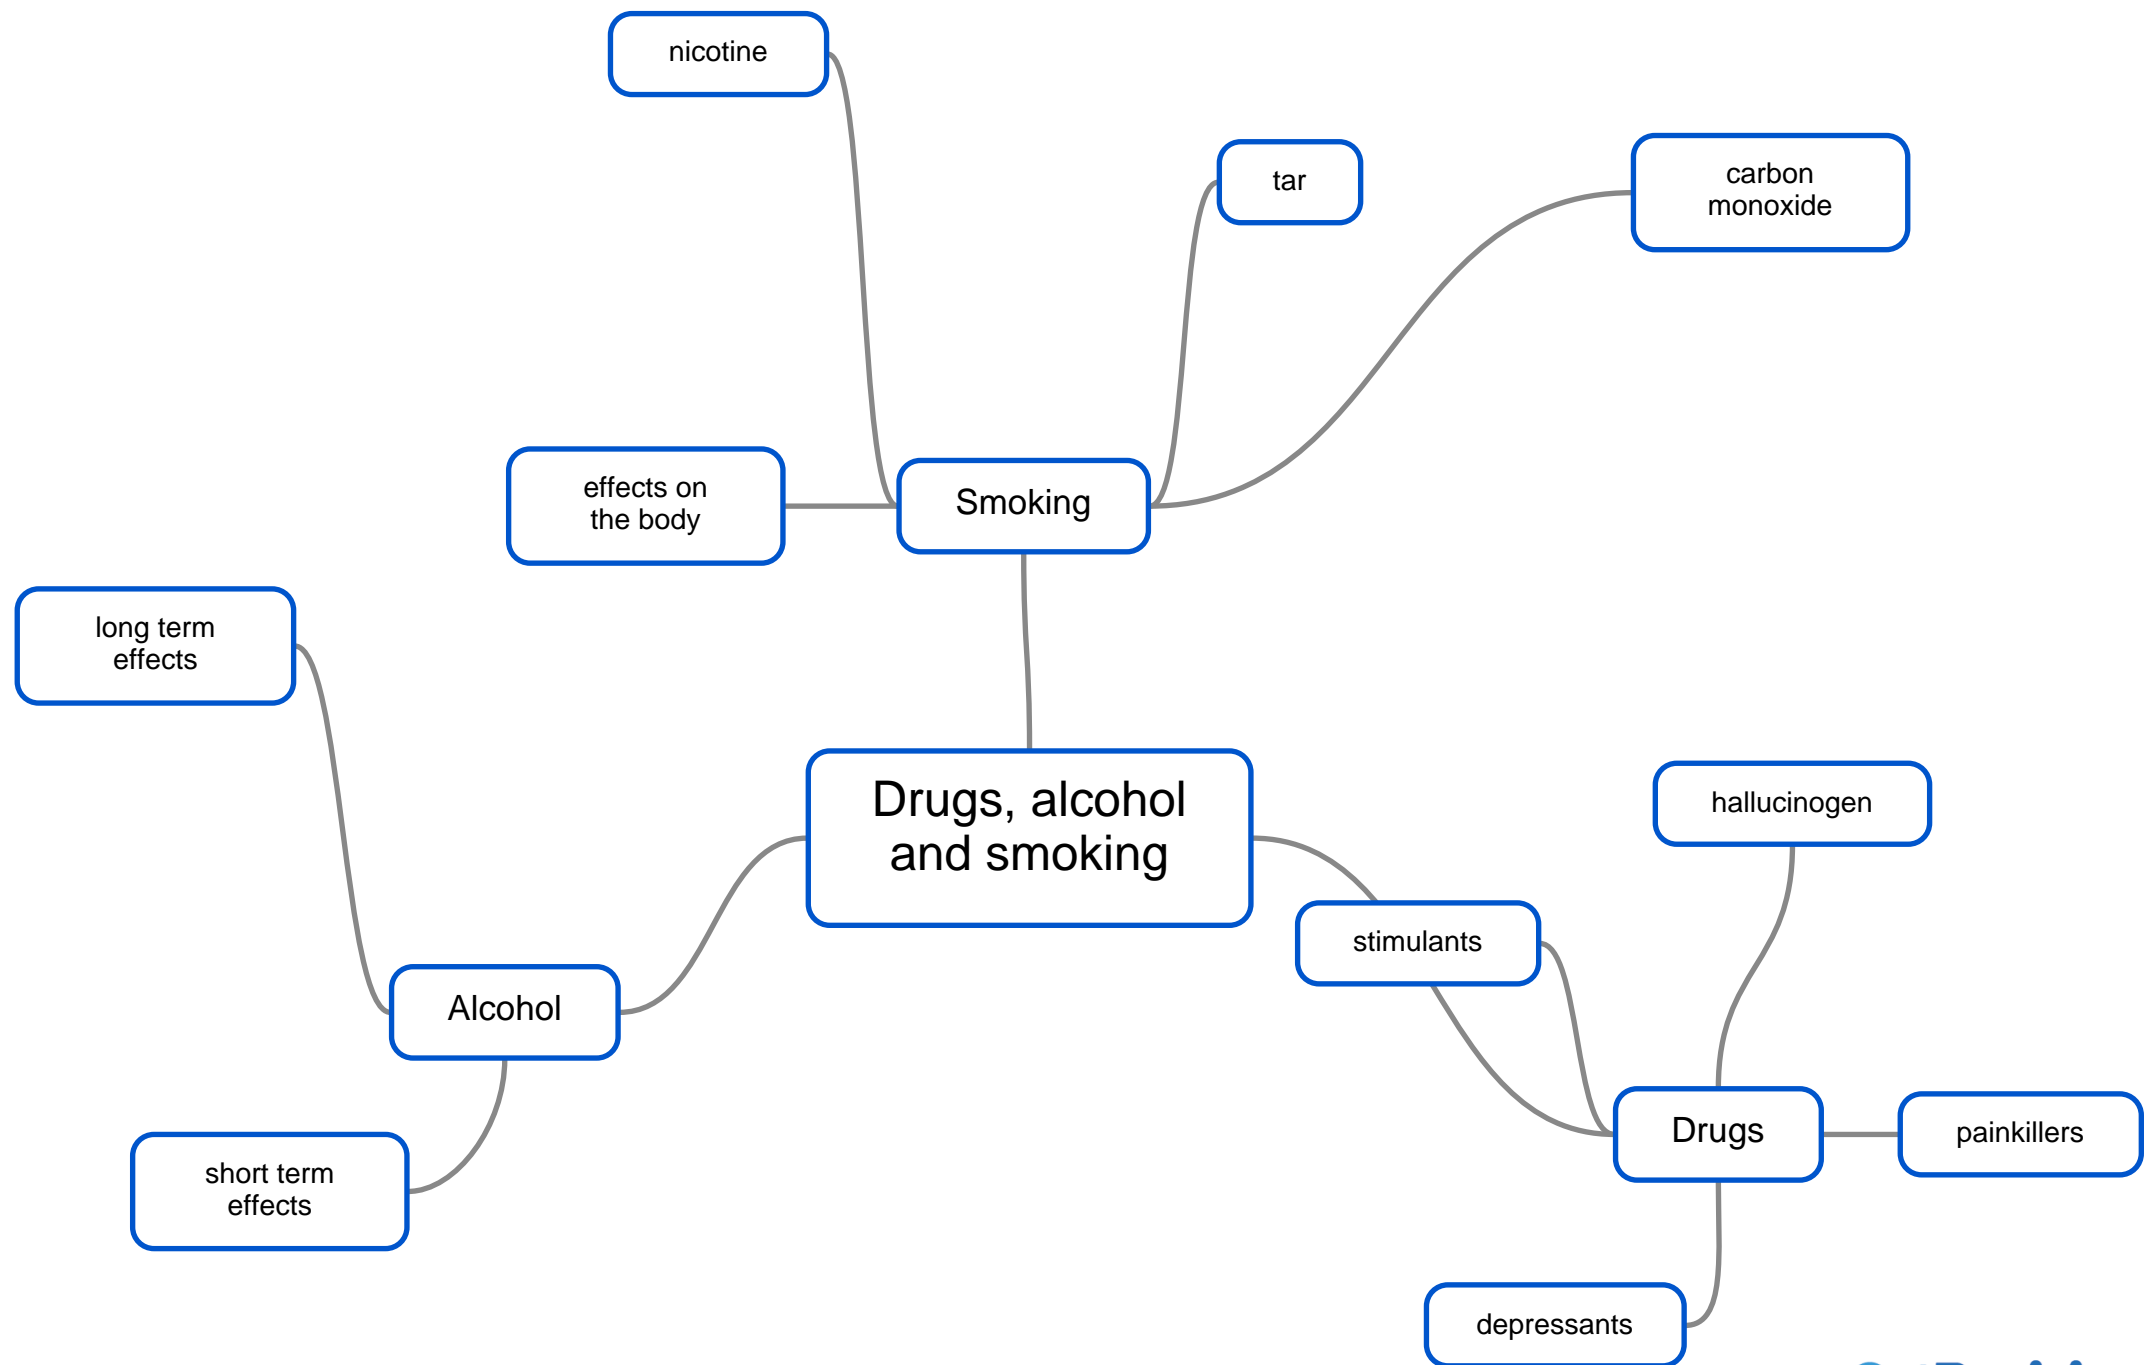 nicotine
tar
carbon
monoxide
effects on
the body
Smoking
long term
effects
Drugs, alcohol
and smoking
hallucinogen
stimulants
Alcohol
Drugs
painkillers
short term
effects
depressants